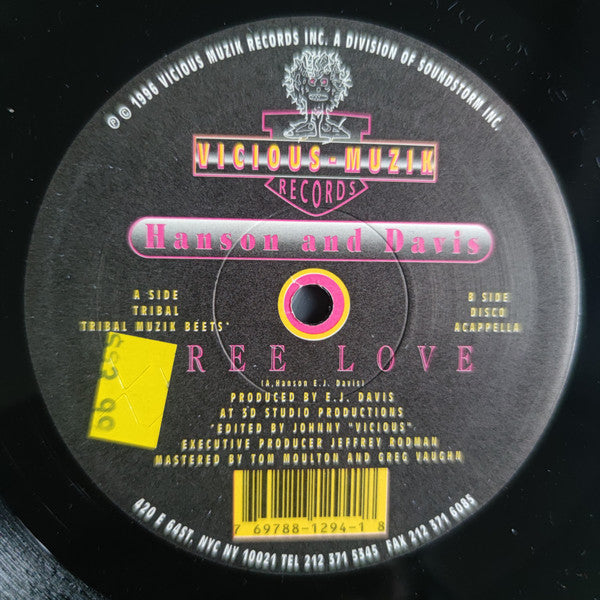 ℗ © 1996 VICIOUS MUZIK RECORDS INC. A DIVISION OF SOUNDSTORM INC.
VICIOUS-MUZIK
RECORDS
Hanson and Davis
A SIDE
TRIBAL
TRIBAL MUZIK BEETS*
B SIDE
DISCO
ACAPPELLA
REE LOVE
(A.Hanson E.J. Davis)
PRODUCED BY E.J. DAVIS
AT 5D STUDIO PRODUCTIONS
*EDITED BY JOHNNY "VICIOUS"
EXECUTIVE PRODUCER JEFFREY RODMAN
MASTERED BY TOM MOULTON AND GREG VAUGHN
7 69788-1294-1 8
420 E 64ST. NYC NY 10021 TEL 212 371 5345 FAX 212 371 6085